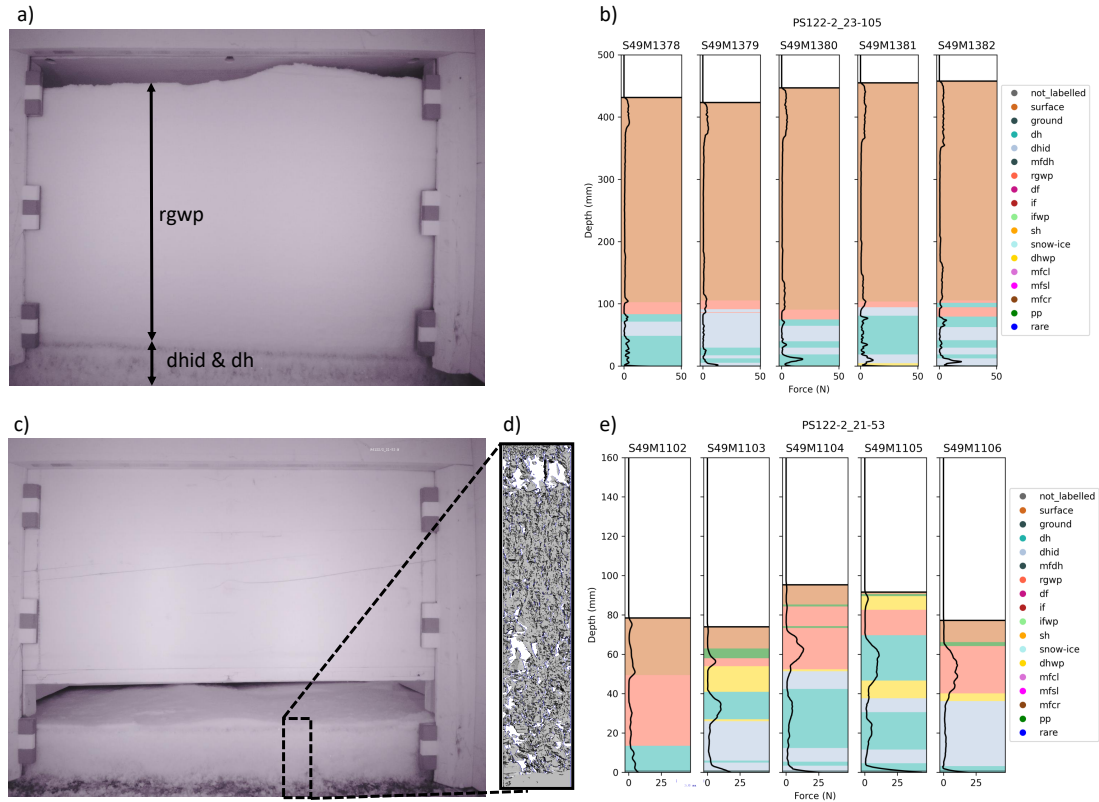 a)
rgwp
dhid & dh
b)
PS122-2_23-105
S49M1378
S49M1379
S49M1380
S49M1381
S49M1382
500
400
300
200
100
0
Depth (mm)
0 50
0 50
0 50
0 50
0 50
Force (N)
not_labelled
surface
ground
dh
dhid
mfdh
rgwp
df
if
ifwp
sh
snow-ice
dhwp
mfcl
mfsl
mfcr
pp
rare
c)
d)
e)
PS122-2_21-53
S49M1102
S49M1103
S49M1104
S49M1105
S49M1106
160
140
120
100
80
60
40
20
0
Depth (mm)
0 25
0 25
0 25
0 25
0 25
Force (N)
not_labelled
surface
ground
dh
dhid
mfdh
rgwp
df
if
ifwp
sh
snow-ice
dhwp
mfcl
mfsl
mfcr
pp
rare